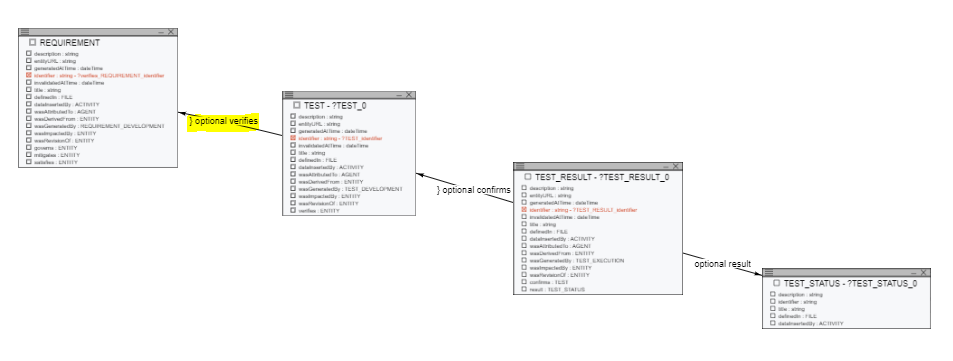 REQUIREMENT
description : string
entityURL : string
generatedAtTime : dateTime
identifier : string - ?verifies_REQUIREMENT_identifier
invalidatedAtTime : dateTime
title : string
definedIn : FILE
dataInsertedBy : ACTIVITY
wasAttributedTo : AGENT
wasDerivedFrom : ENTITY
wasGeneratedBy : REQUIREMENT_DEVELOPMENT
wasImpactedBy : ENTITY
wasRevisionOf : ENTITY
governs : ENTITY
mitigates : ENTITY
satisfies : ENTITY
} optional verifies
TEST - ?TEST_0
description : string
entityURL : string
generatedAtTime : dateTime
identifier : string - ?TEST_identifier
invalidatedAtTime : dateTime
title : string
definedIn : FILE
dataInsertedBy : ACTIVITY
wasAttributedTo : AGENT
wasDerivedFrom : ENTITY
wasGeneratedBy : TEST_DEVELOPMENT
wasImpactedBy : ENTITY
wasRevisionOf : ENTITY
verifies : ENTITY
} optional confirms
TEST_RESULT - ?TEST_RESULT_0
description : string
entityURL : string
generatedAtTime : dateTime
identifier : string - ?TEST_RESULT_identifier
invalidatedAtTime : dateTime
title : string
definedIn : FILE
dataInsertedBy : ACTIVITY
wasAttributedTo : AGENT
wasDerivedFrom : ENTITY
wasGeneratedBy : TEST_EXECUTION
wasImpactedBy : ENTITY
wasRevisionOf : ENTITY
confirms : TEST
result : TEST_STATUS
optional result
TEST_STATUS - ?TEST_STATUS_0
description : string
identifier : string
title : string
definedIn : FILE
dataInsertedBy : ACTIVITY